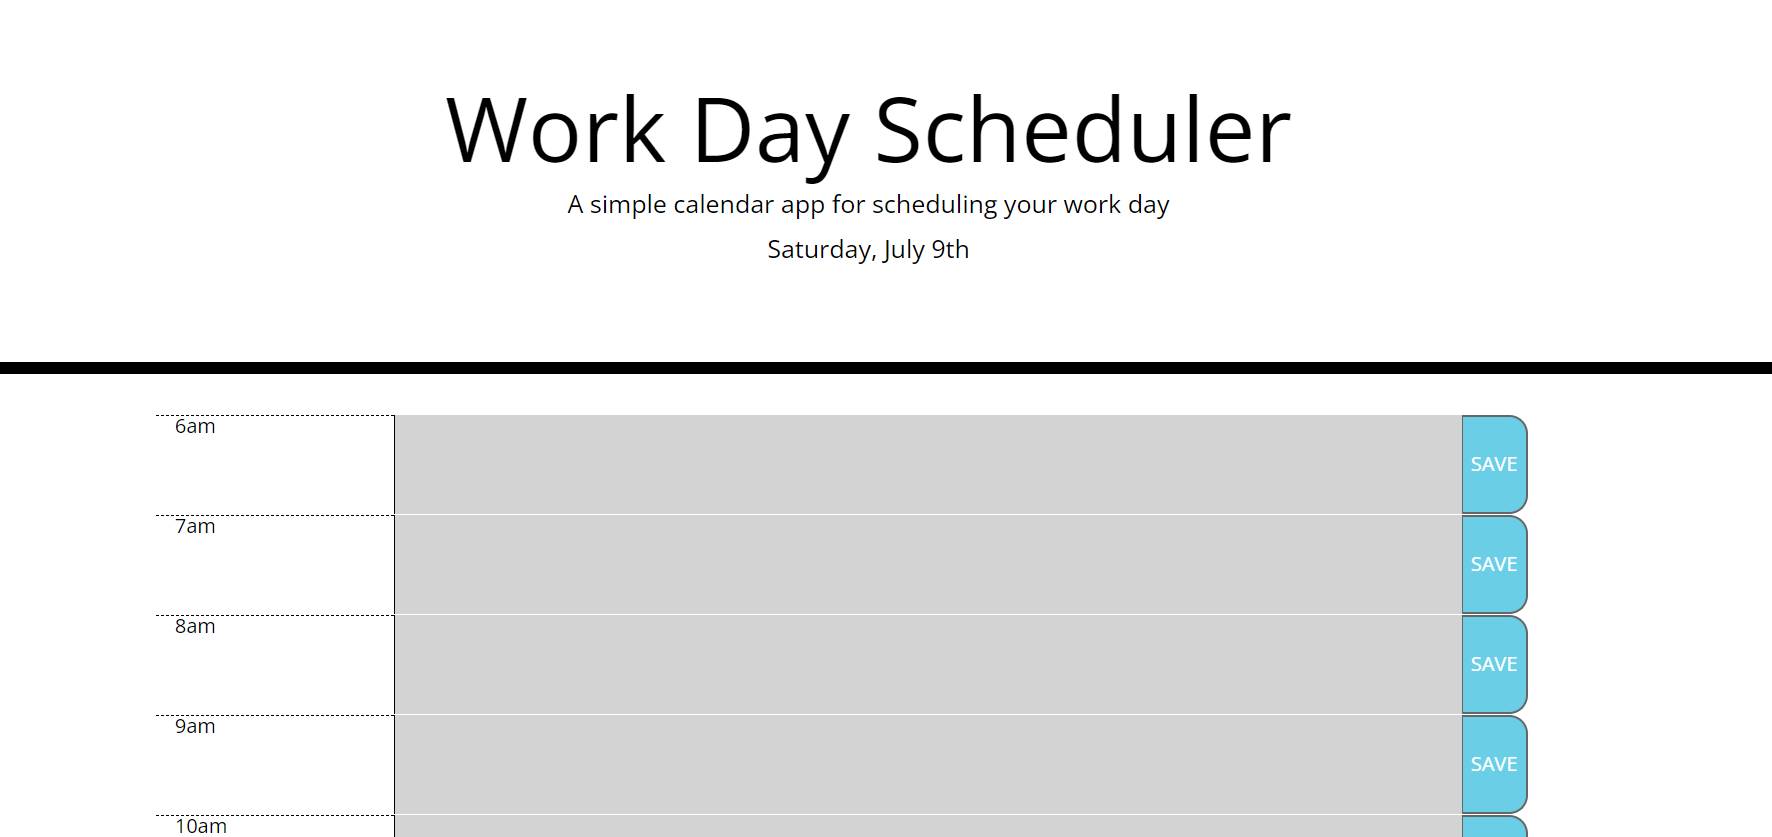 Work Day Scheduler
A simple calendar app for scheduling your work day
Saturday, July 9th
6am
SAVE
7am
SAVE
8am
SAVE
9am
SAVE
10am